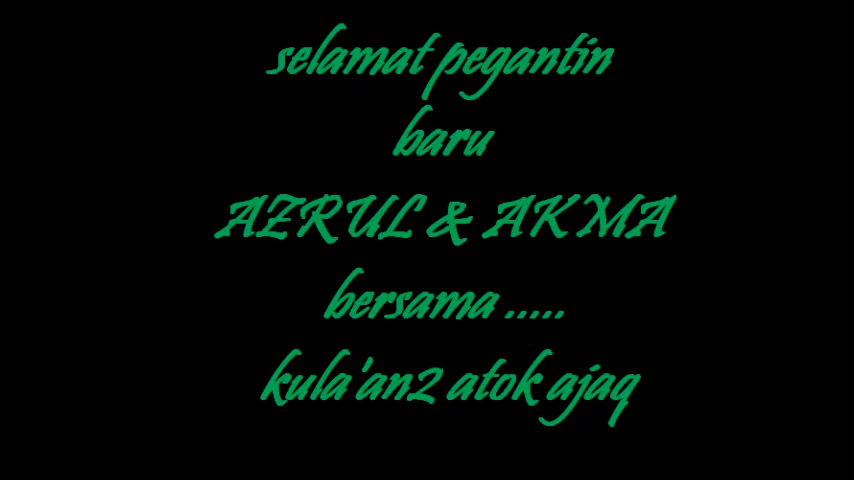 selamat pegantin
baru
AZRUL & AKMA
bersama .....
kula'an2 atok ajaq